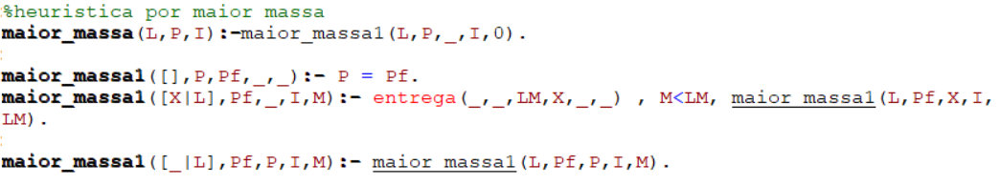 %heuristica por maior massa
maior_massa(L,P,I):-maior_massa1(L,P,_,I,0).
maior_massa1([],P,Pf,_,_):- P = Pf.
maior_massa1([X|L],Pf,_,I,M):- entrega(_,_,LM,X,_,_) , M<LM, maior_massa1(L,Pf,X,I,
LM).
maior_massa1([_|L],Pf,P,I,M):- maior_massa1(L,Pf,P,I,M).